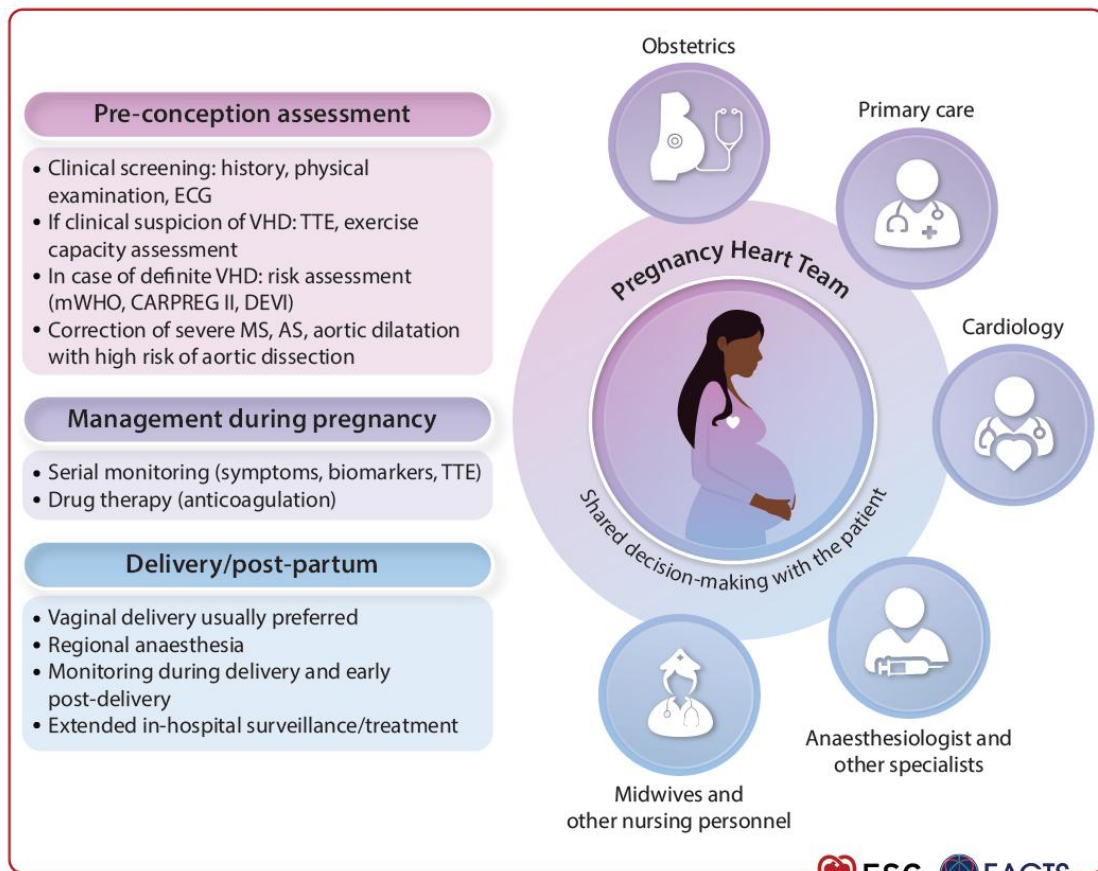 Pre-conception assessment
• Clinical screening: history, physical
examination, ECG
• If clinical suspicion of VHD: TTE, exercise
capacity assessment
• In case of definite VHD: risk assessment
(mWHO, CARPREG II, DEVI)
• Correction of severe MS, AS, aortic dilatation
with high risk of aortic dissection
Management during pregnancy
• Serial monitoring (symptoms, biomarkers, TTE)
• Drug therapy (anticoagulation)
Delivery/post-partum
• Vaginal delivery usually preferred
• Regional anaesthesia
• Monitoring during delivery and early
post-delivery
• Extended in-hospital surveillance/treatment
Obstetrics
Primary care
Cardiology
Anaesthesiologist and
other specialists
Midwives and
other nursing personnel
Pregnancy Heart Team
Shared decision-making with the patient
ESC
EACTS